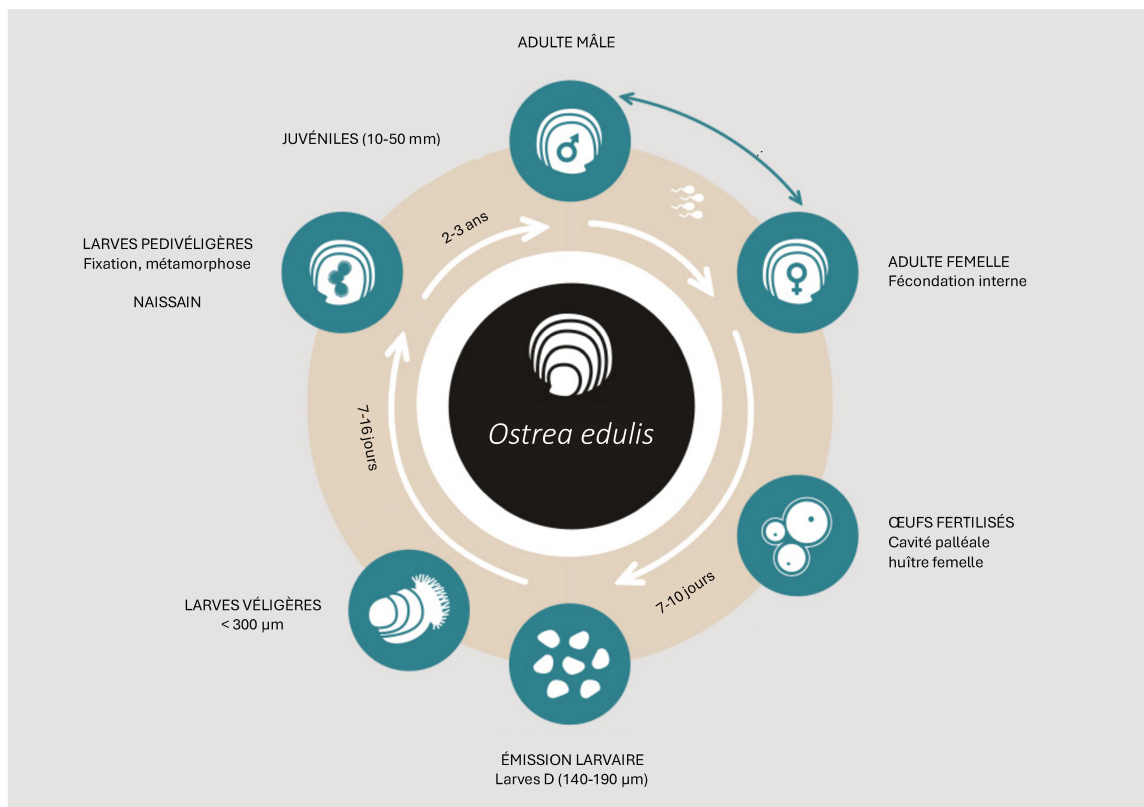 ADULTE MÂLE
JUVÉNILES (10-50 mm)
2-3 ans
LARVES PEDIVÉLIGÈRES
Fixation, métamorphose
NAISSAIN
ADULTE FEMELLE
Fécondation interne
Ostrea edulis
7-16 jours
ŒUFS FERTILISÉS
Cavité palléale
huître femelle
7-10 jours
LARVES VÉLIGÈRES
< 300 µm
ÉMISSION LARVAIRE
Larves D (140-190 µm)